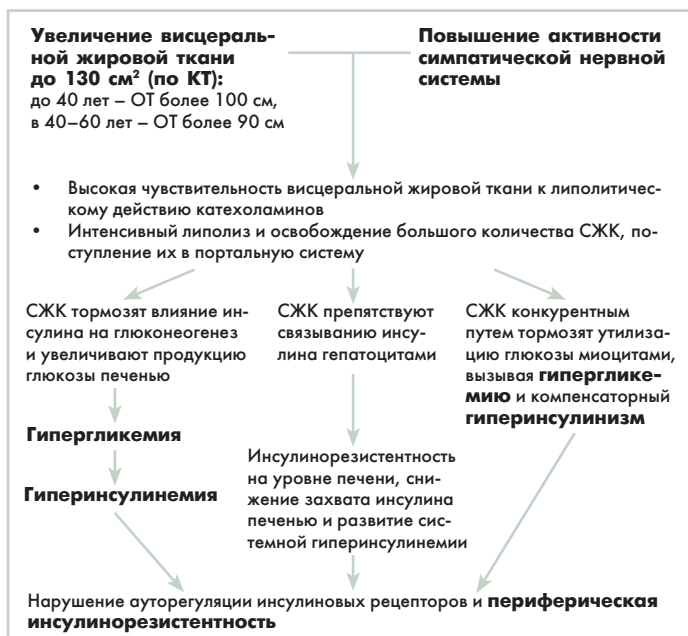 Увеличение висцераль-
ной жировой ткани
до 130 см² (по КТ):
до 40 лет – ОТ более 100 см,
в 40–60 лет – ОТ более 90 см
Повышение активности
симпатической нервной
системы
• Высокая чувствительность висцеральной жировой ткани к липолитичес-
кому действию катехоламинов
• Интенсивный липолиз и освобождение большого количества СЖК, по-
ступление их в портальную систему
СЖК тормозят влияние ин-
сулина на глюконеогенез
и увеличивают продукцию
глюкозы печенью
Гипергликемия
Гиперинсулинемия
СЖК препятствуют
связыванию инсу-
лина гепатоцитами
Инсулинорезистентность
на уровне печени, сни-
жение захвата инсулина
печенью и развитие сис-
темной гиперинсулинемии
СЖК конкурентным
путем тормозят утилиза-
цию глюкозы миоцитами,
вызывая гипергликe-
мию и компенсаторный
гиперинсулинизм
Нарушение ауторегуляции инсулиновых рецепторов и периферическая
инсулинорезистентность